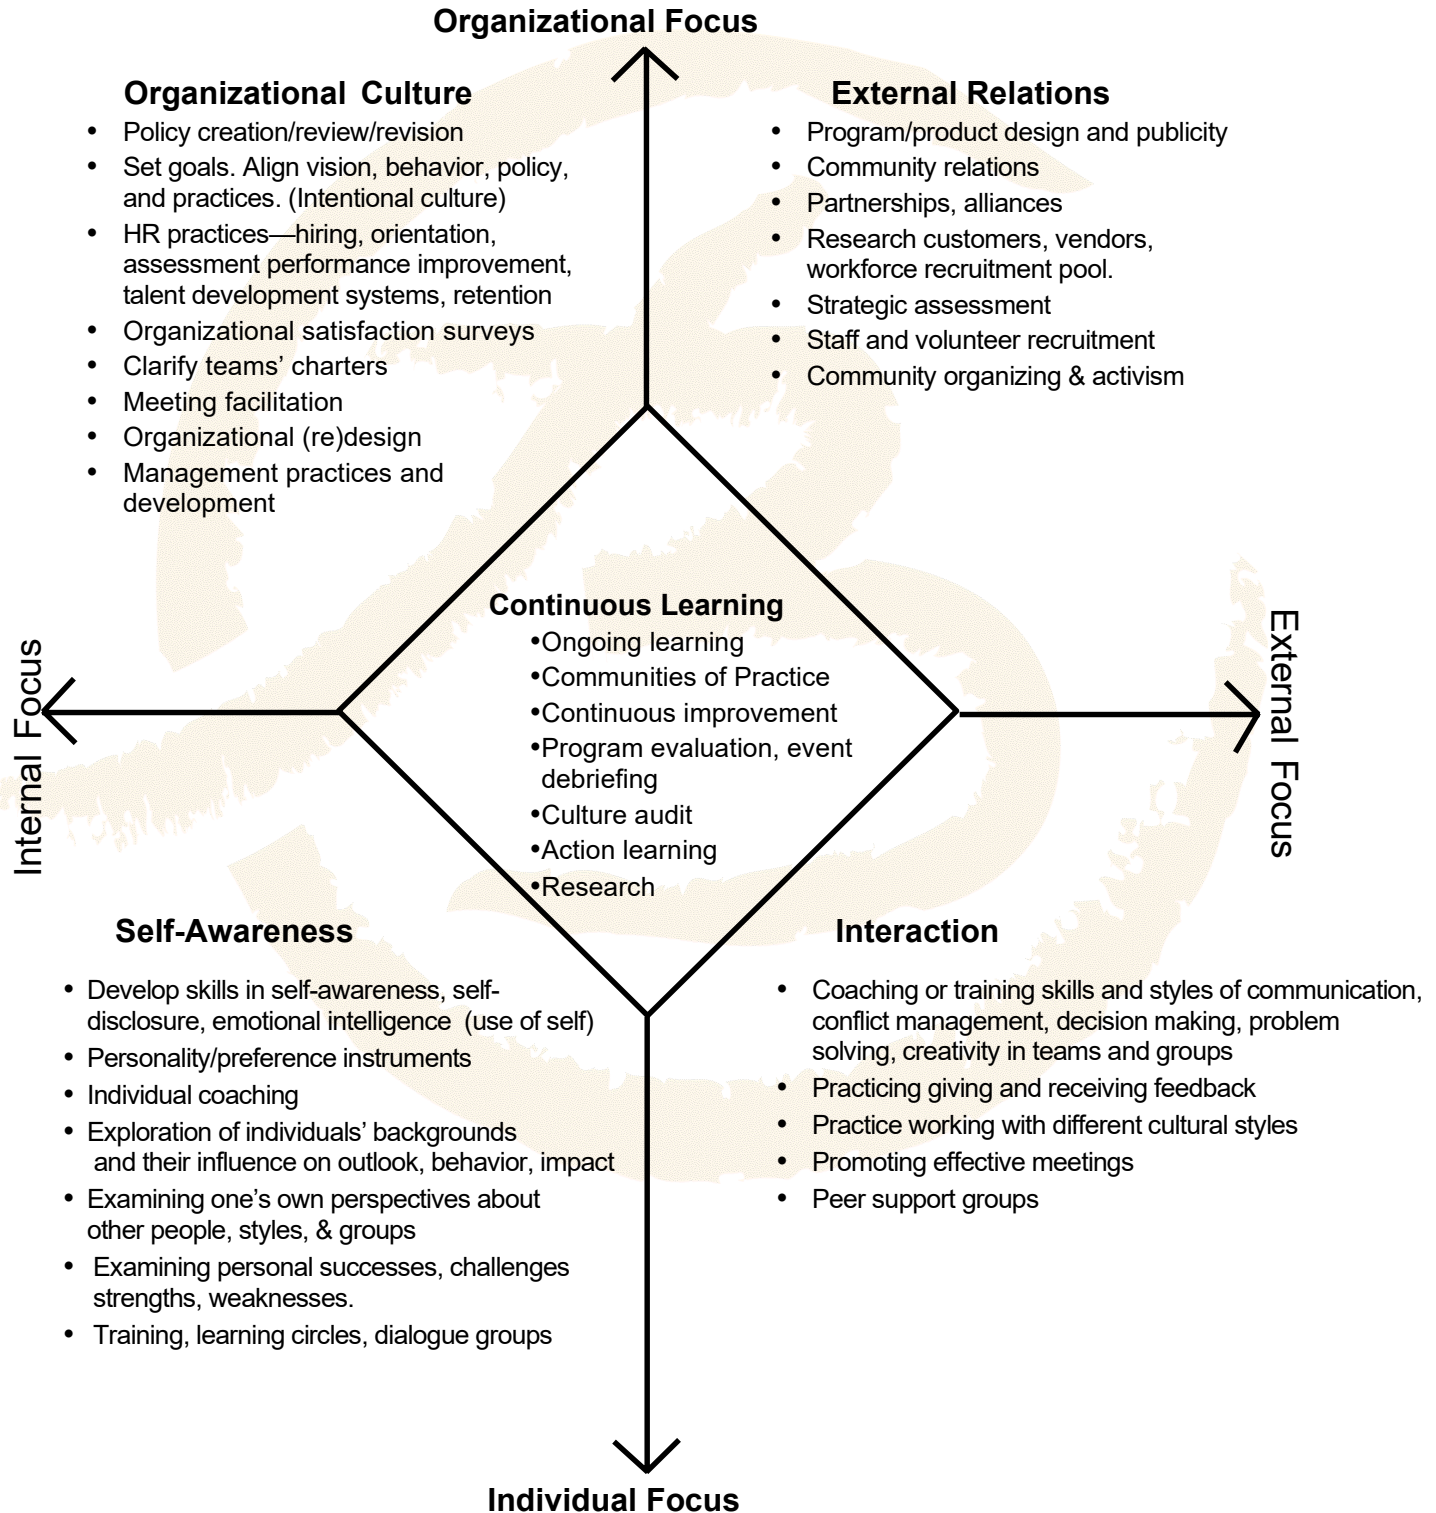 Organizational Focus
Organizational Culture
• Policy creation/review/revision
• Set goals. Align vision, behavior, policy,
and practices. (Intentional culture)
• HR practices—hiring, orientation,
assessment performance improvement,
talent development systems, retention
• Organizational satisfaction surveys
• Clarify teams’ charters
• Meeting facilitation
• Organizational (re)design
• Management practices and
development
External Relations
• Program/product design and publicity
• Community relations
• Partnerships, alliances
• Research customers, vendors,
workforce recruitment pool.
• Strategic assessment
• Staff and volunteer recruitment
• Community organizing & activism
Internal Focus
Continuous Learning
•Ongoing learning
•Communities of Practice
•Continuous improvement
•Program evaluation, event
debriefing
•Culture audit
•Action learning
•Research
External Focus
Self-Awareness
• Develop skills in self-awareness, self-
disclosure, emotional intelligence (use of self)
• Personality/preference instruments
• Individual coaching
• Exploration of individuals’ backgrounds
and their influence on outlook, behavior, impact
• Examining one’s own perspectives about
other people, styles, & groups
• Examining personal successes, challenges
strengths, weaknesses.
• Training, learning circles, dialogue groups
Interaction
• Coaching or training skills and styles of communication,
conflict management, decision making, problem
solving, creativity in teams and groups
• Practicing giving and receiving feedback
• Practice working with different cultural styles
• Promoting effective meetings
• Peer support groups
Individual Focus